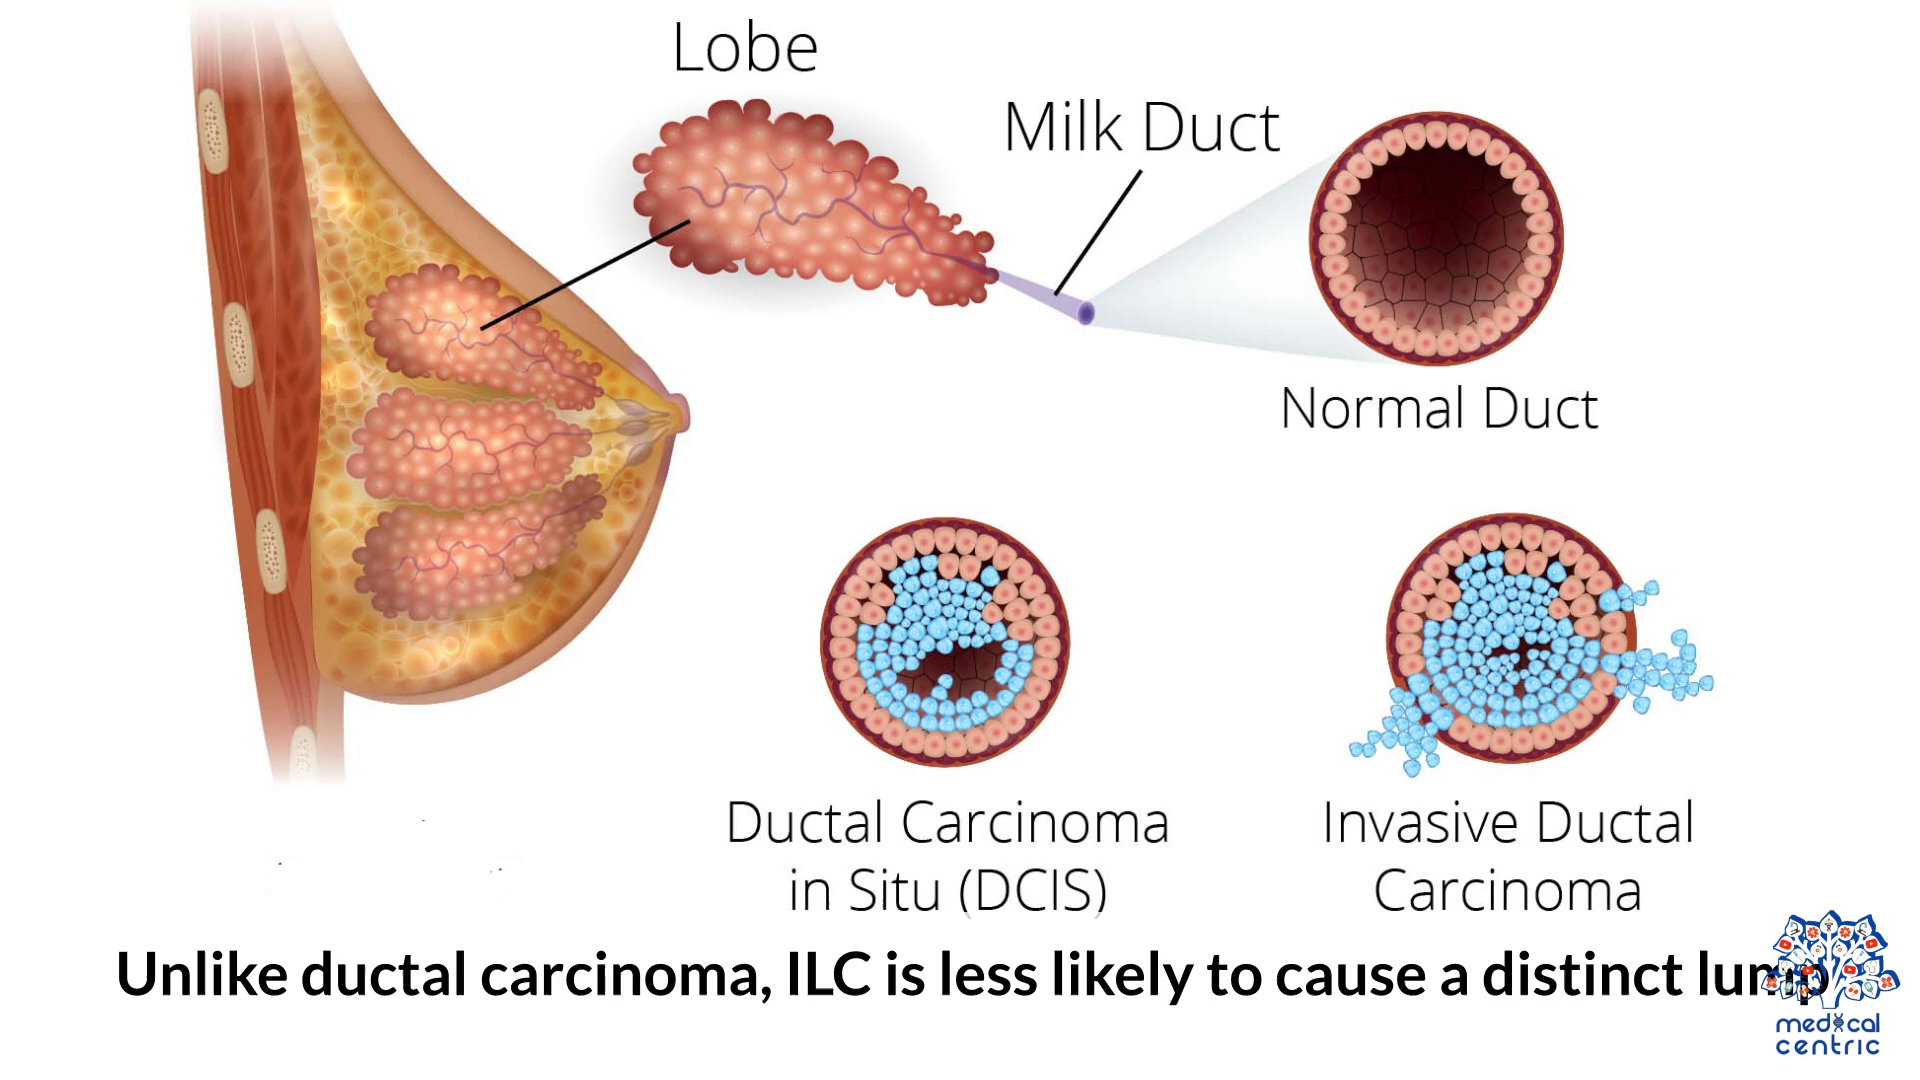 Lobe
Milk Duct
Normal Duct
Ductal Carcinoma
in Situ (DCIS)
Invasive Ductal
Carcinoma
Unlike ductal carcinoma, ILC is less likely to cause a distinct lump
medical
centric